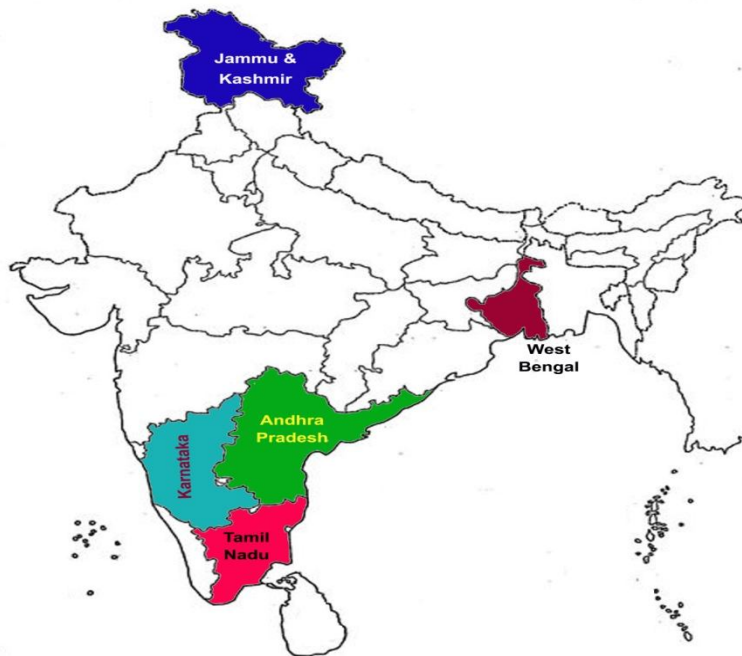 Jammu &
Kashmir
West
Bengal
Andhra
Pradesh
Karnataka
Tamil
Nadu